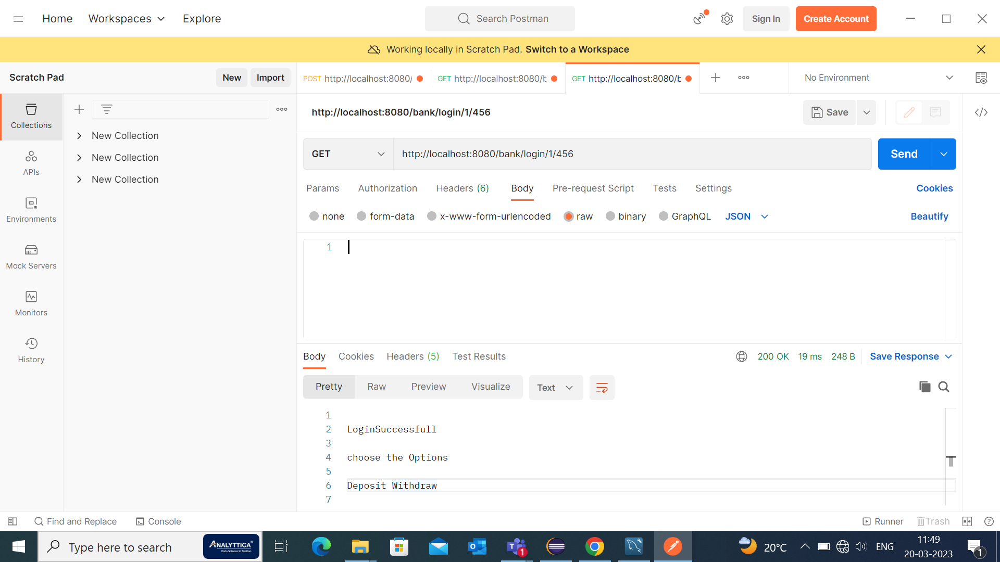 Home Workspaces Explore Search Postman Sign In Create Account
Working locally in Scratch Pad. Switch to a Workspace
Scratch Pad New Import POST http://localhost:8080/ GET http://localhost:8080/b GET http://localhost:8080/b No Environment
http://localhost:8080/bank/login/1/456 Save
Collections
New Collection
New Collection
New Collection
APIs
Environments
Mock Servers
Monitors
History
GET http://localhost:8080/bank/login/1/456 Send
Params Authorization Headers (6) Body Pre-request Script Tests Settings Cookies
none form-data x-www-form-urlencoded raw binary GraphQL JSON Beautify
1
Body Cookies Headers (5) Test Results 200 OK 19 ms 248 B Save Response
Pretty Raw Preview Visualize Text
1
2 LoginSuccessfull
3
4 choose the Options
5
6 Deposit Withdraw
7
Find and Replace Console Runner Trash
Type here to search ANALYTTICA® Data Science In Motion 1 20°C ENG 11:49
20-03-2023 1